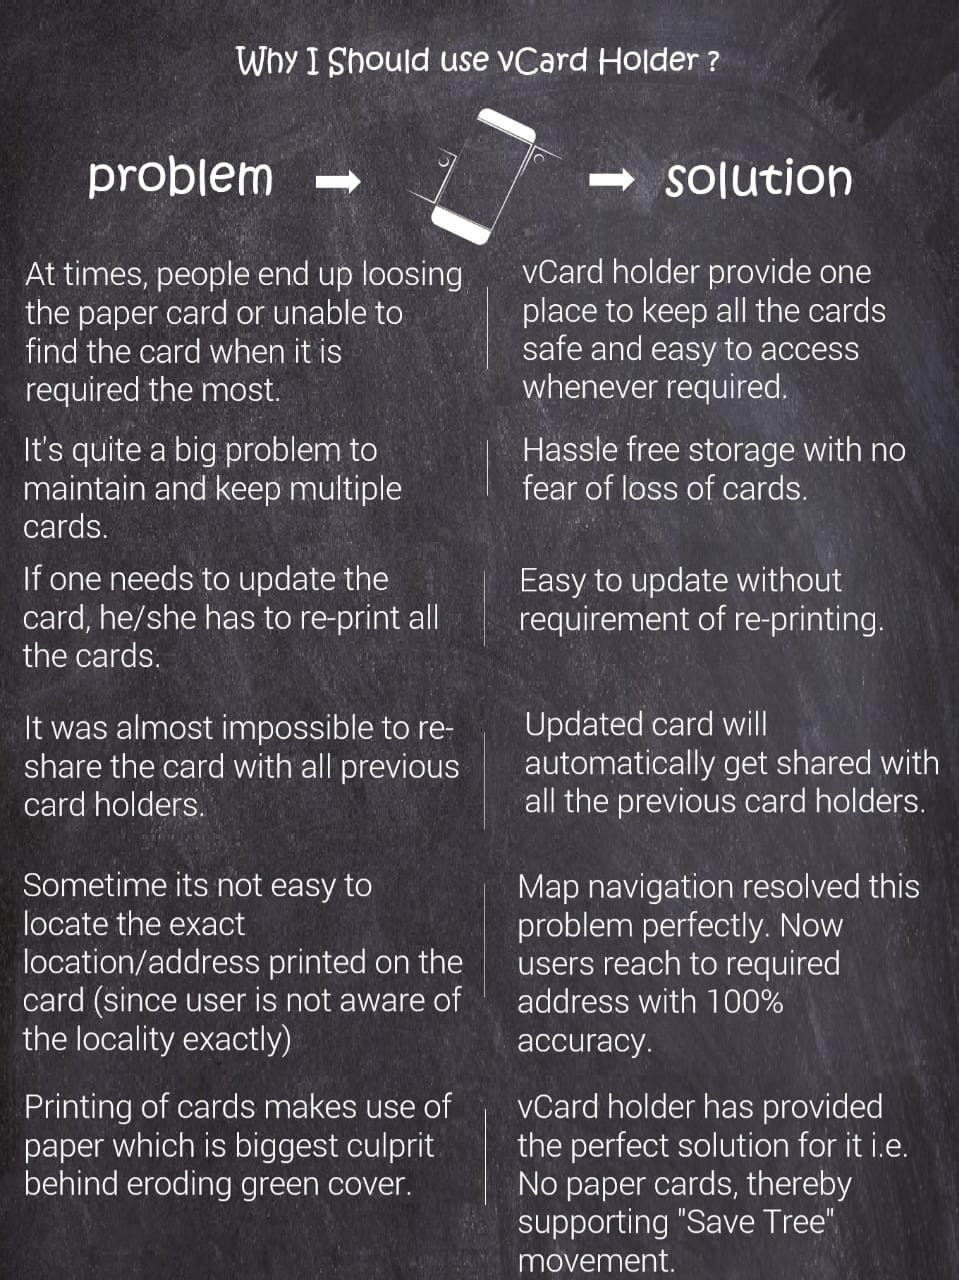 Why I Should use vCard Holder ?
problem
solution
At times, people end up loosing
the paper card or unable to
find the card when it is
required the most.
vCard holder provide one
place to keep all the cards
safe and easy to access
whenever required.
It's quite a big problem to
maintain and keep multiple
cards.
Hassle free storage with no
fear of loss of cards.
If one needs to update the
card, he/she has to re-print all
the cards.
Easy to update without
requirement of re-printing.
It was almost impossible to re-
share the card with all previous
card holders.
Updated card will
automatically get shared with
all the previous card holders.
Sometime its not easy to
locate the exact
location/address printed on the
card (since user is not aware of
the locality exactly)
Map navigation resolved this
problem perfectly. Now
users reach to required
address with 100%
accuracy.
Printing of cards makes use of
paper which is biggest culprit
behind eroding green cover.
vCard holder has provided
the perfect solution for it i.e.
No paper cards, thereby
supporting "Save Tree"
movement.